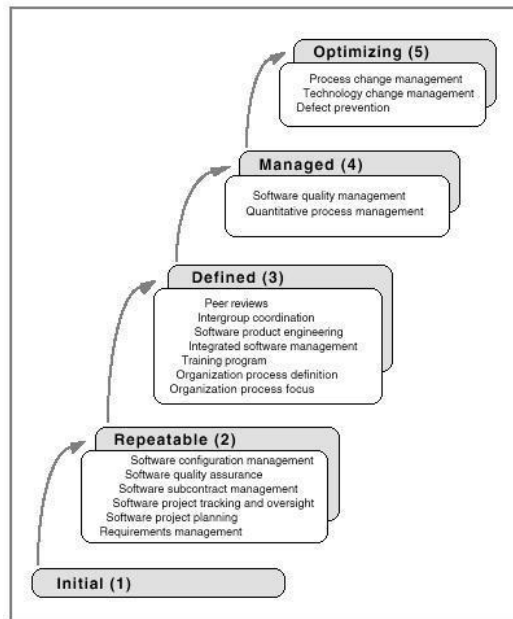 Optimizing (5)
Process change management
Technology change management
Defect prevention
Managed (4)
Software quality management
Quantitative process management
Defined (3)
Peer reviews
Intergroup coordination
Software product engineering
Integrated software management
Training program
Organization process definition
Organization process focus
Repeatable (2)
Software configuration management
Software quality assurance
Software subcontract management
Software project tracking and oversight
Software project planning
Requirements management
Initial (1)